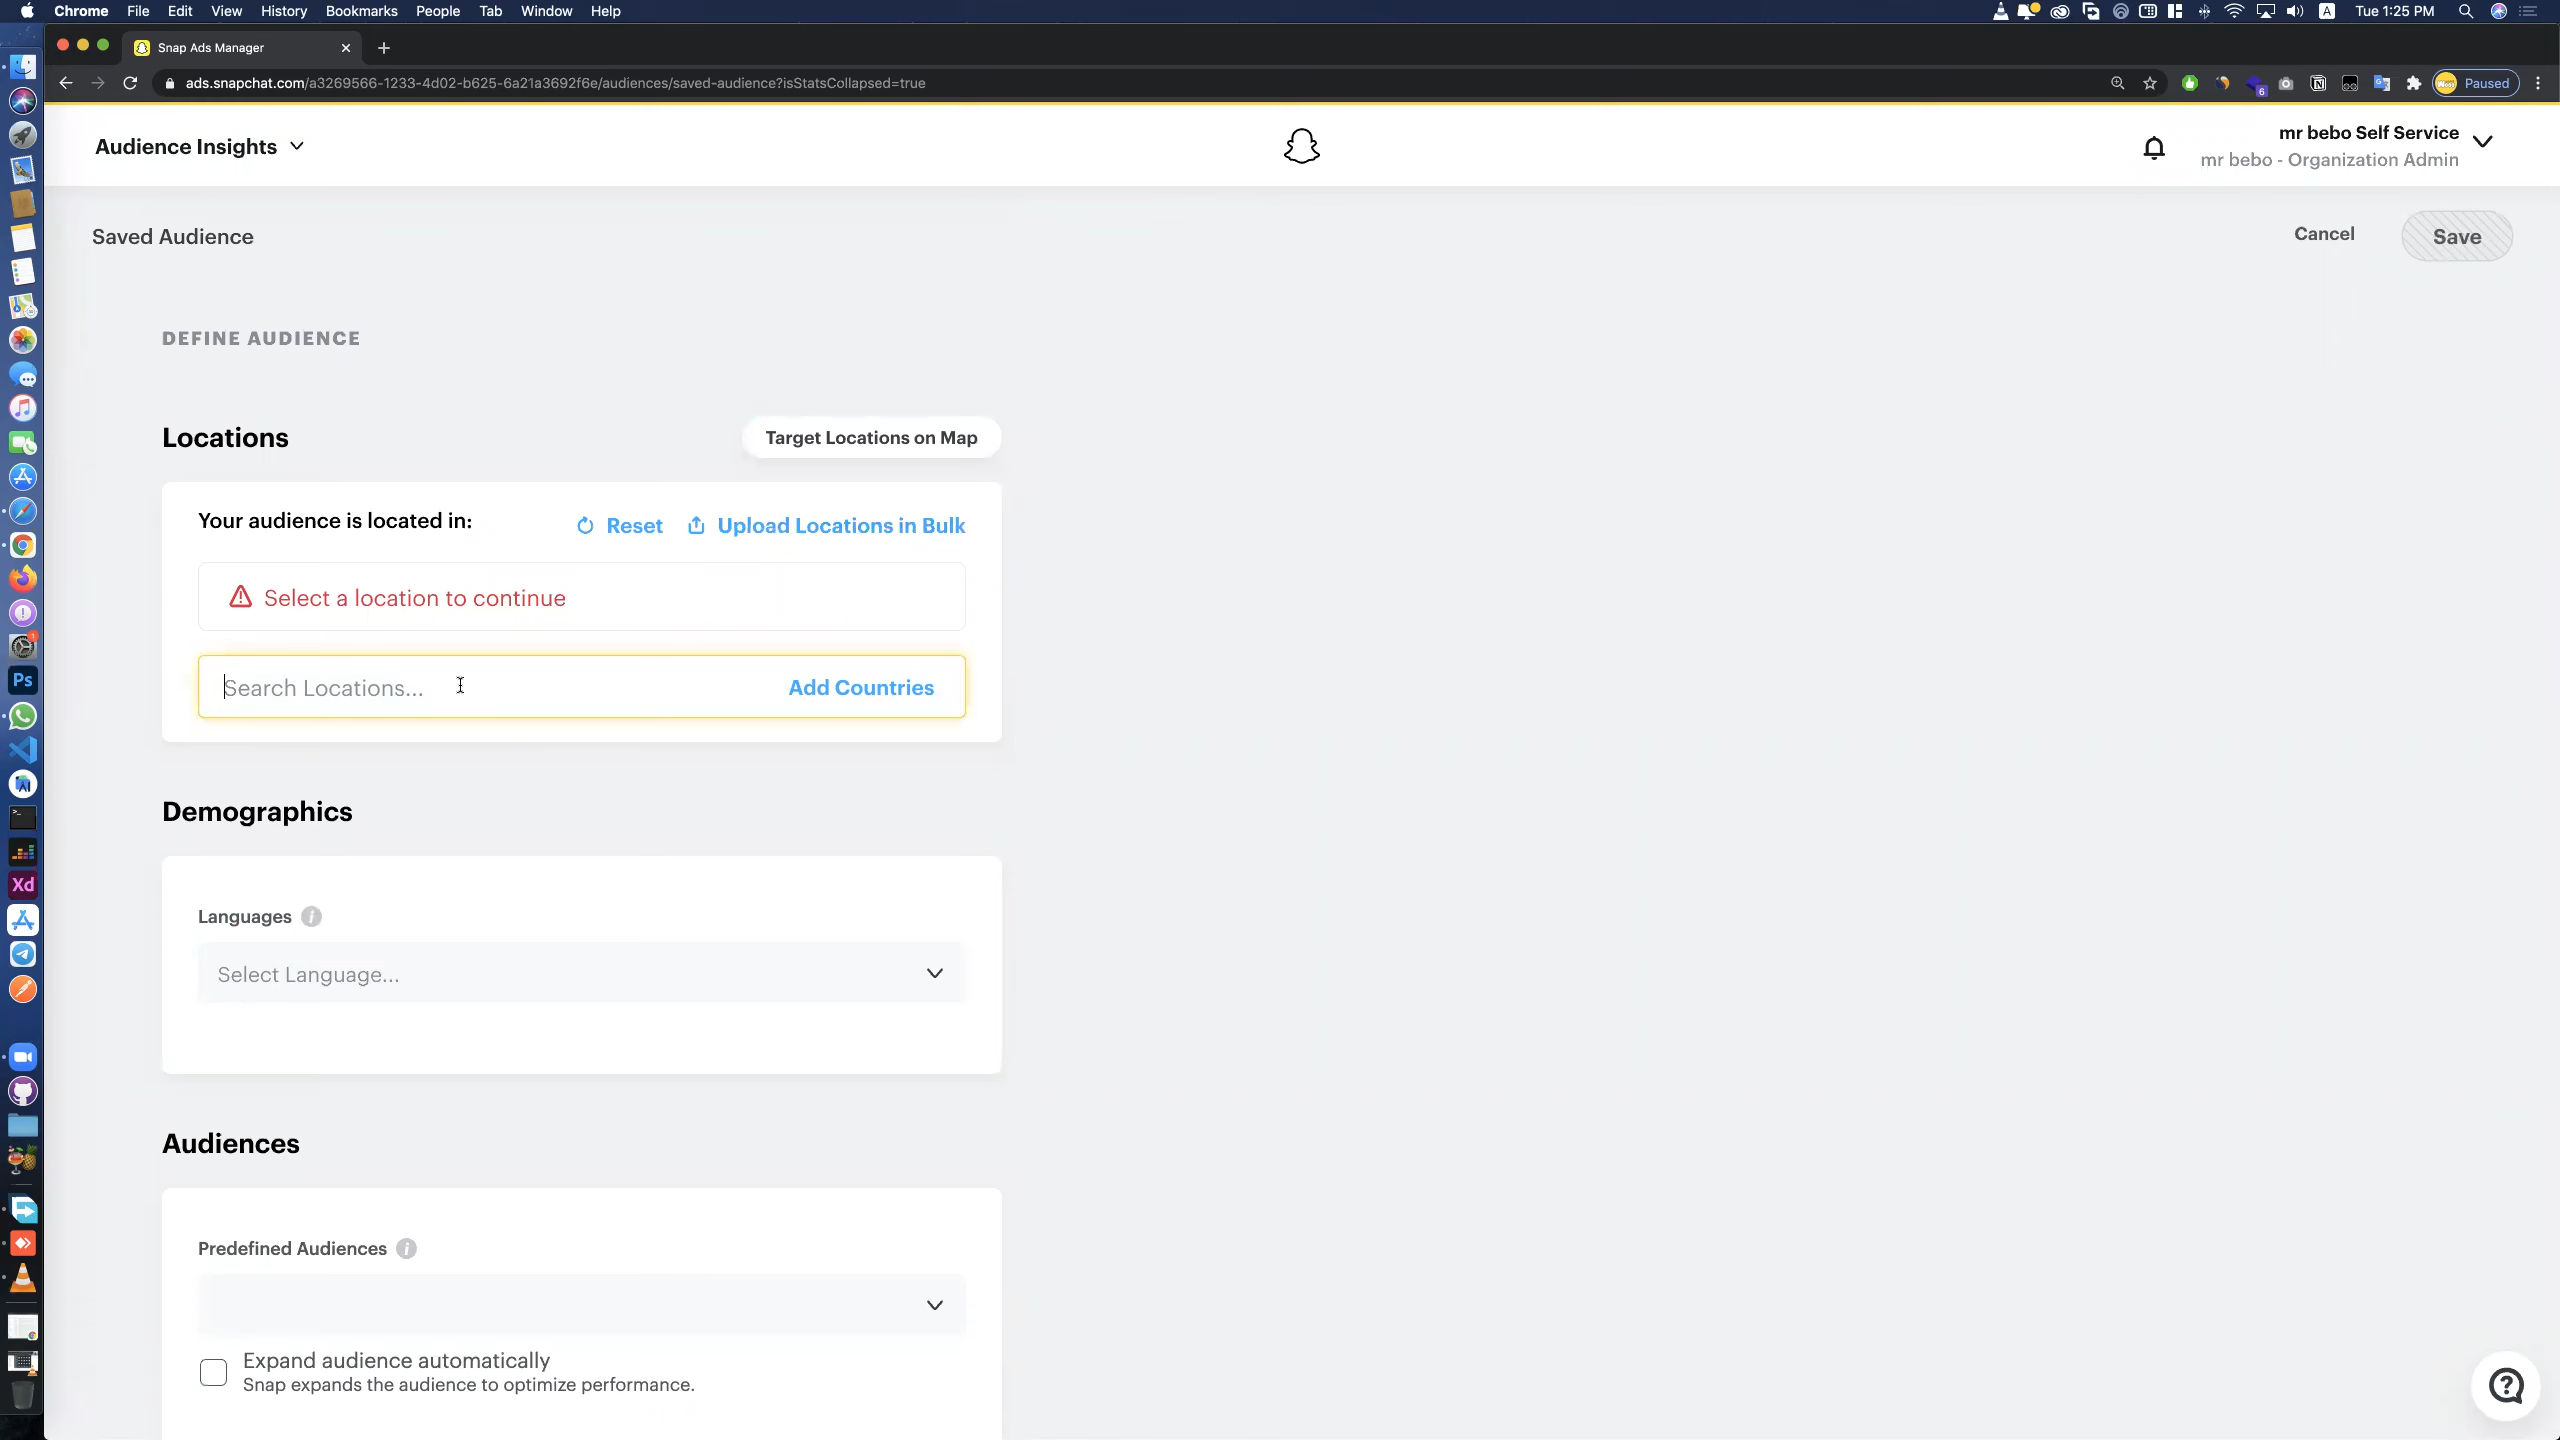 Chrome File Edit View History Bookmarks People Tab Window Help
A Tue 1:25 PM
Snap Ads Manager
ads.snapchat.com/a3269566-1233-4d02-b625-6a21a3692f6e/audiences/saved-audience?isStatsCollapsed=true
6
Paused
Audience Insights
mr bebo Self Service
mr bebo - Organization Admin
Saved Audience
Cancel
Save
DEFINE AUDIENCE
Locations
Target Locations on Map
Your audience is located in:
Reset
Upload Locations in Bulk
Select a location to continue
Search Locations...
Add Countries
1
Ps
Demographics
Languages
Select Language...
Xd
Audiences
Predefined Audiences
Expand audience automatically
Snap expands the audience to optimize performance.